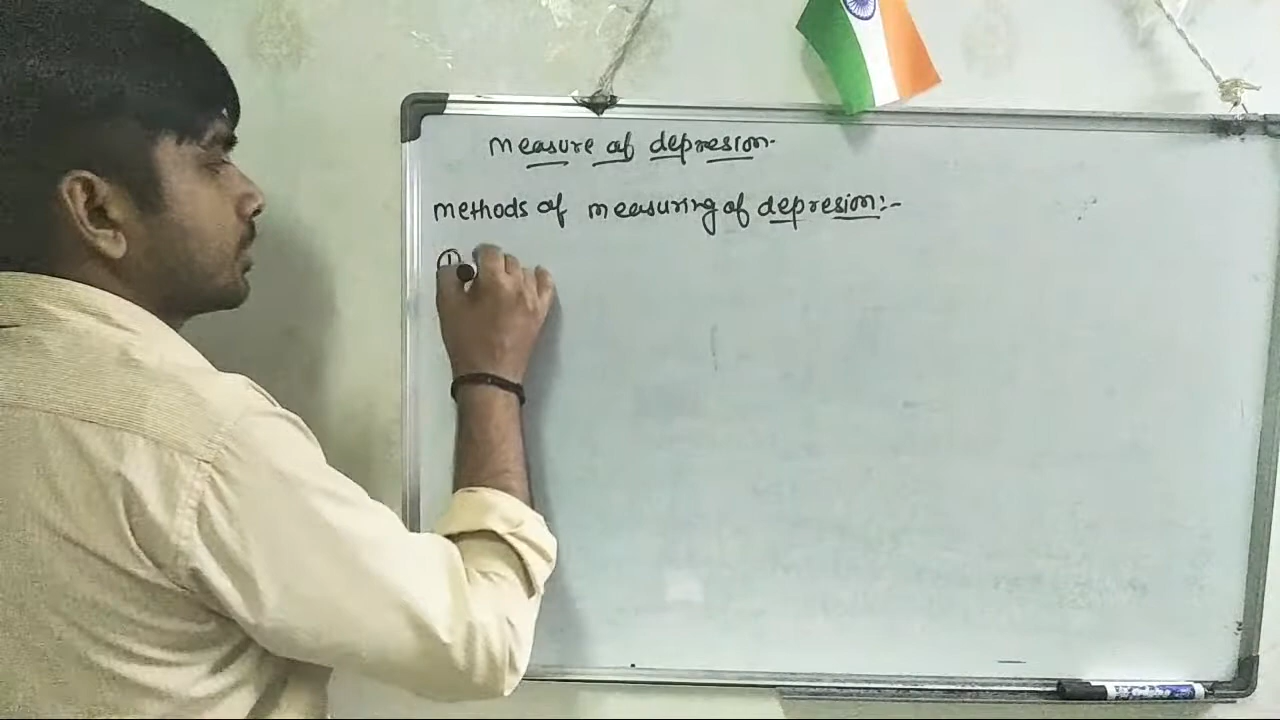 measure of depresion.
methods of measuring of depresion:-
①